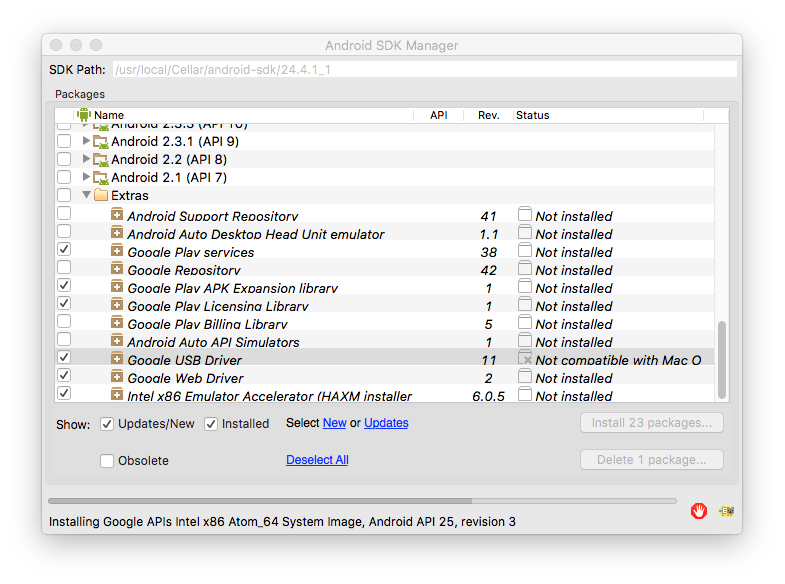 Android SDK Manager
SDK Path: /usr/local/Cellar/android-sdk/24.4.1_1
Packages
Name API Rev. Status
Android 2.3.3 (API 10)
Android 2.3.1 (API 9)
Android 2.2 (API 8)
Android 2.1 (API 7)
Extras
Android Support Repository 41 Not installed
Android Auto Desktop Head Unit emulator 1.1 Not installed
Google Play services 38 Not installed
Google Repository 42 Not installed
Google Play APK Expansion library 1 Not installed
Google Play Licensing Library 1 Not installed
Google Play Billing Library 5 Not installed
Android Auto API Simulators 1 Not installed
Google USB Driver 11 Not compatible with Mac O
Google Web Driver 2 Not installed
Intel x86 Emulator Accelerator (HAXM installer 6.0.5 Not installed
Show: Updates/New Installed Select New or Updates Install 23 packages...
Obsolete Deselect All Delete 1 package...
Installing Google APIs Intel x86 Atom_64 System Image, Android API 25, revision 3